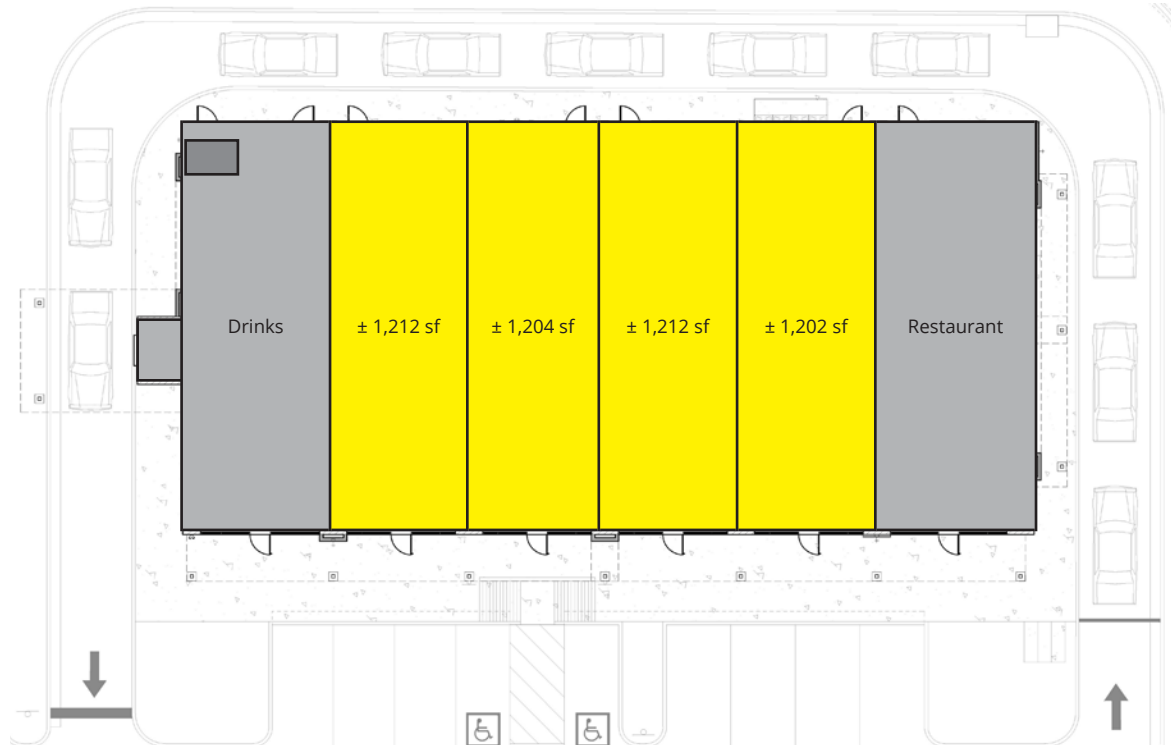 Drinks
± 1,212 sf
± 1,204 sf
± 1,212 sf
± 1,202 sf
Restaurant